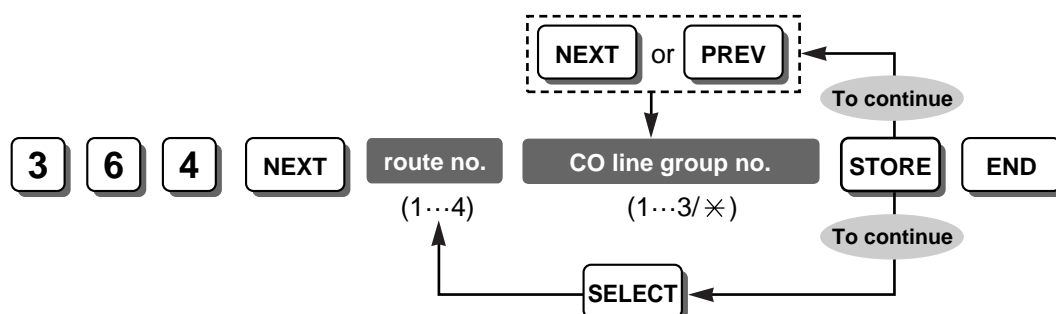 NEXT or PREV
To continue
3 6 4 NEXT route no. CO line group no. STORE END
(1···4) (1···3/✳)
To continue
SELECT